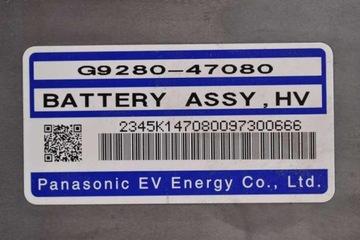 G9280-47080
BATTERY ASSY,HV
2345K147080097300666
Panasonic EV Energy Co., Ltd.